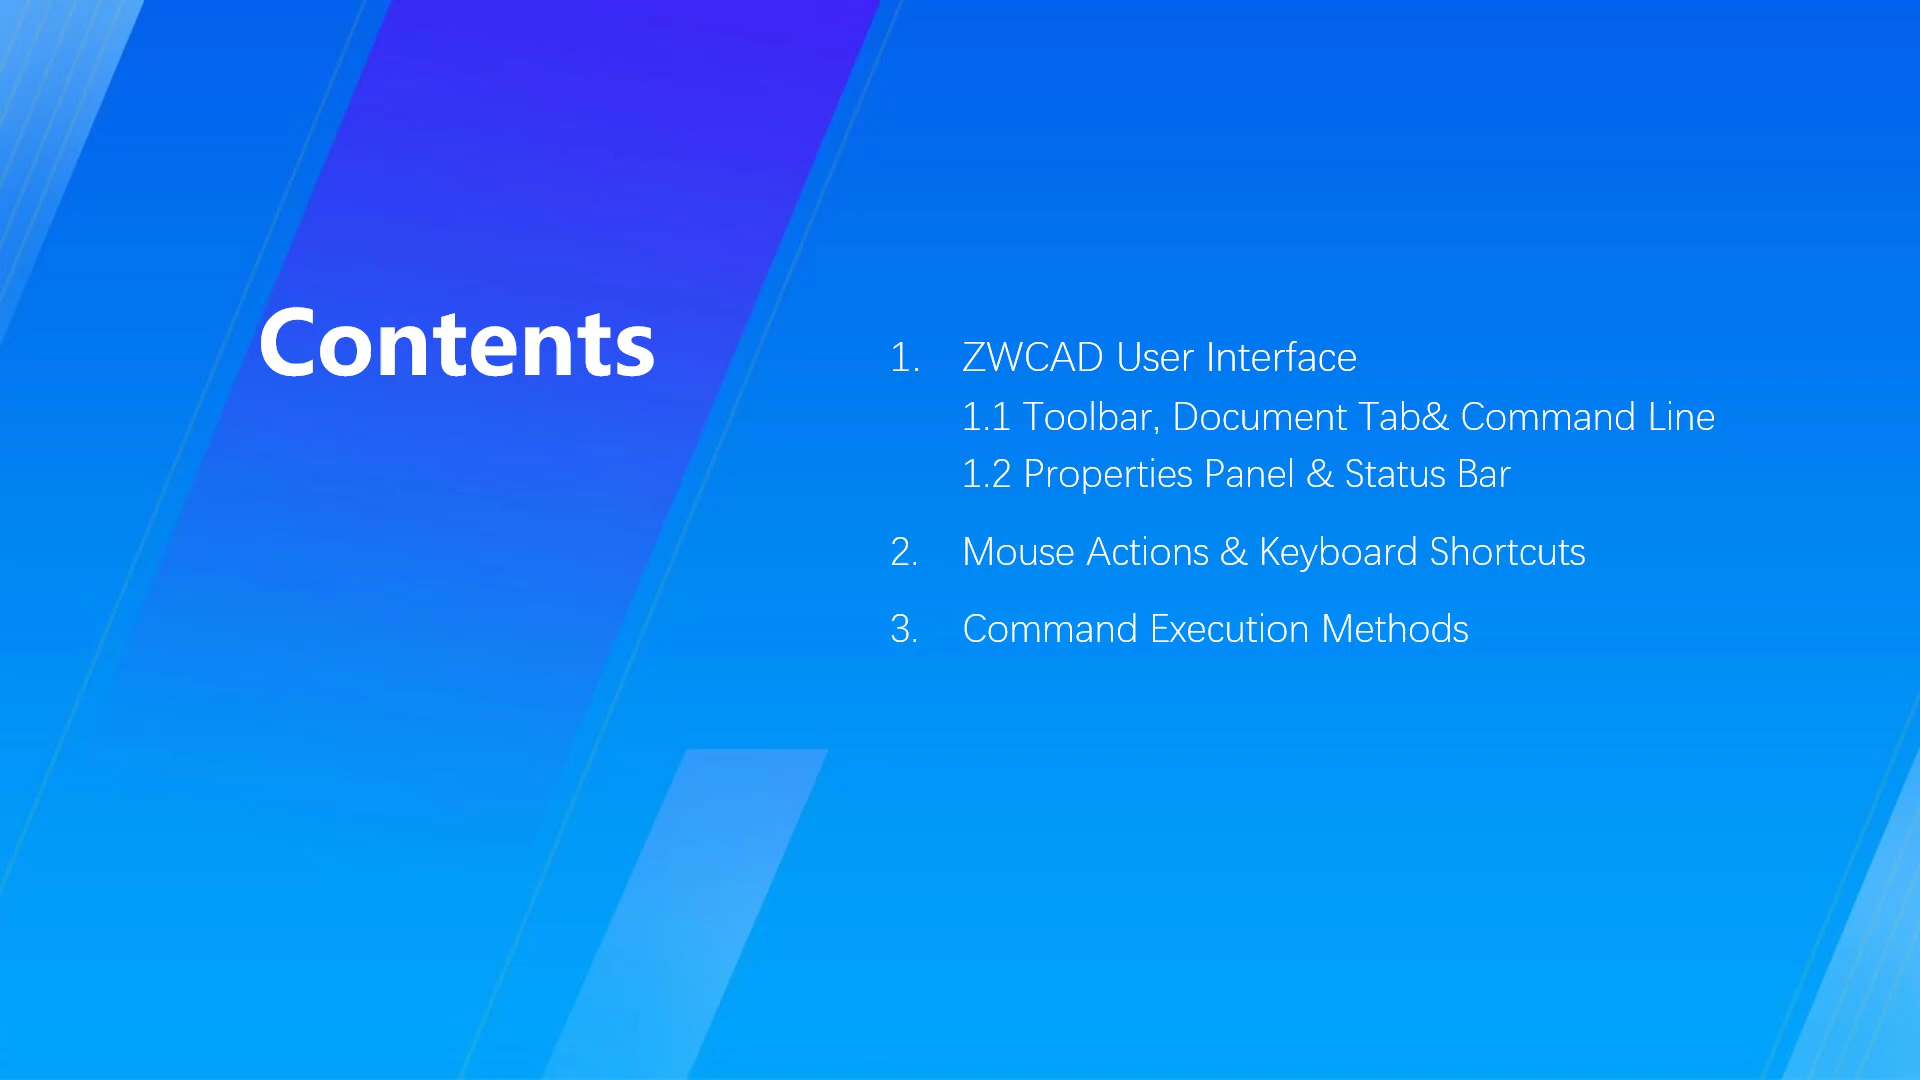 Contents
1. ZWCAD User Interface
1.1 Toolbar, Document Tab& Command Line
1.2 Properties Panel & Status Bar
2. Mouse Actions & Keyboard Shortcuts
3. Command Execution Methods